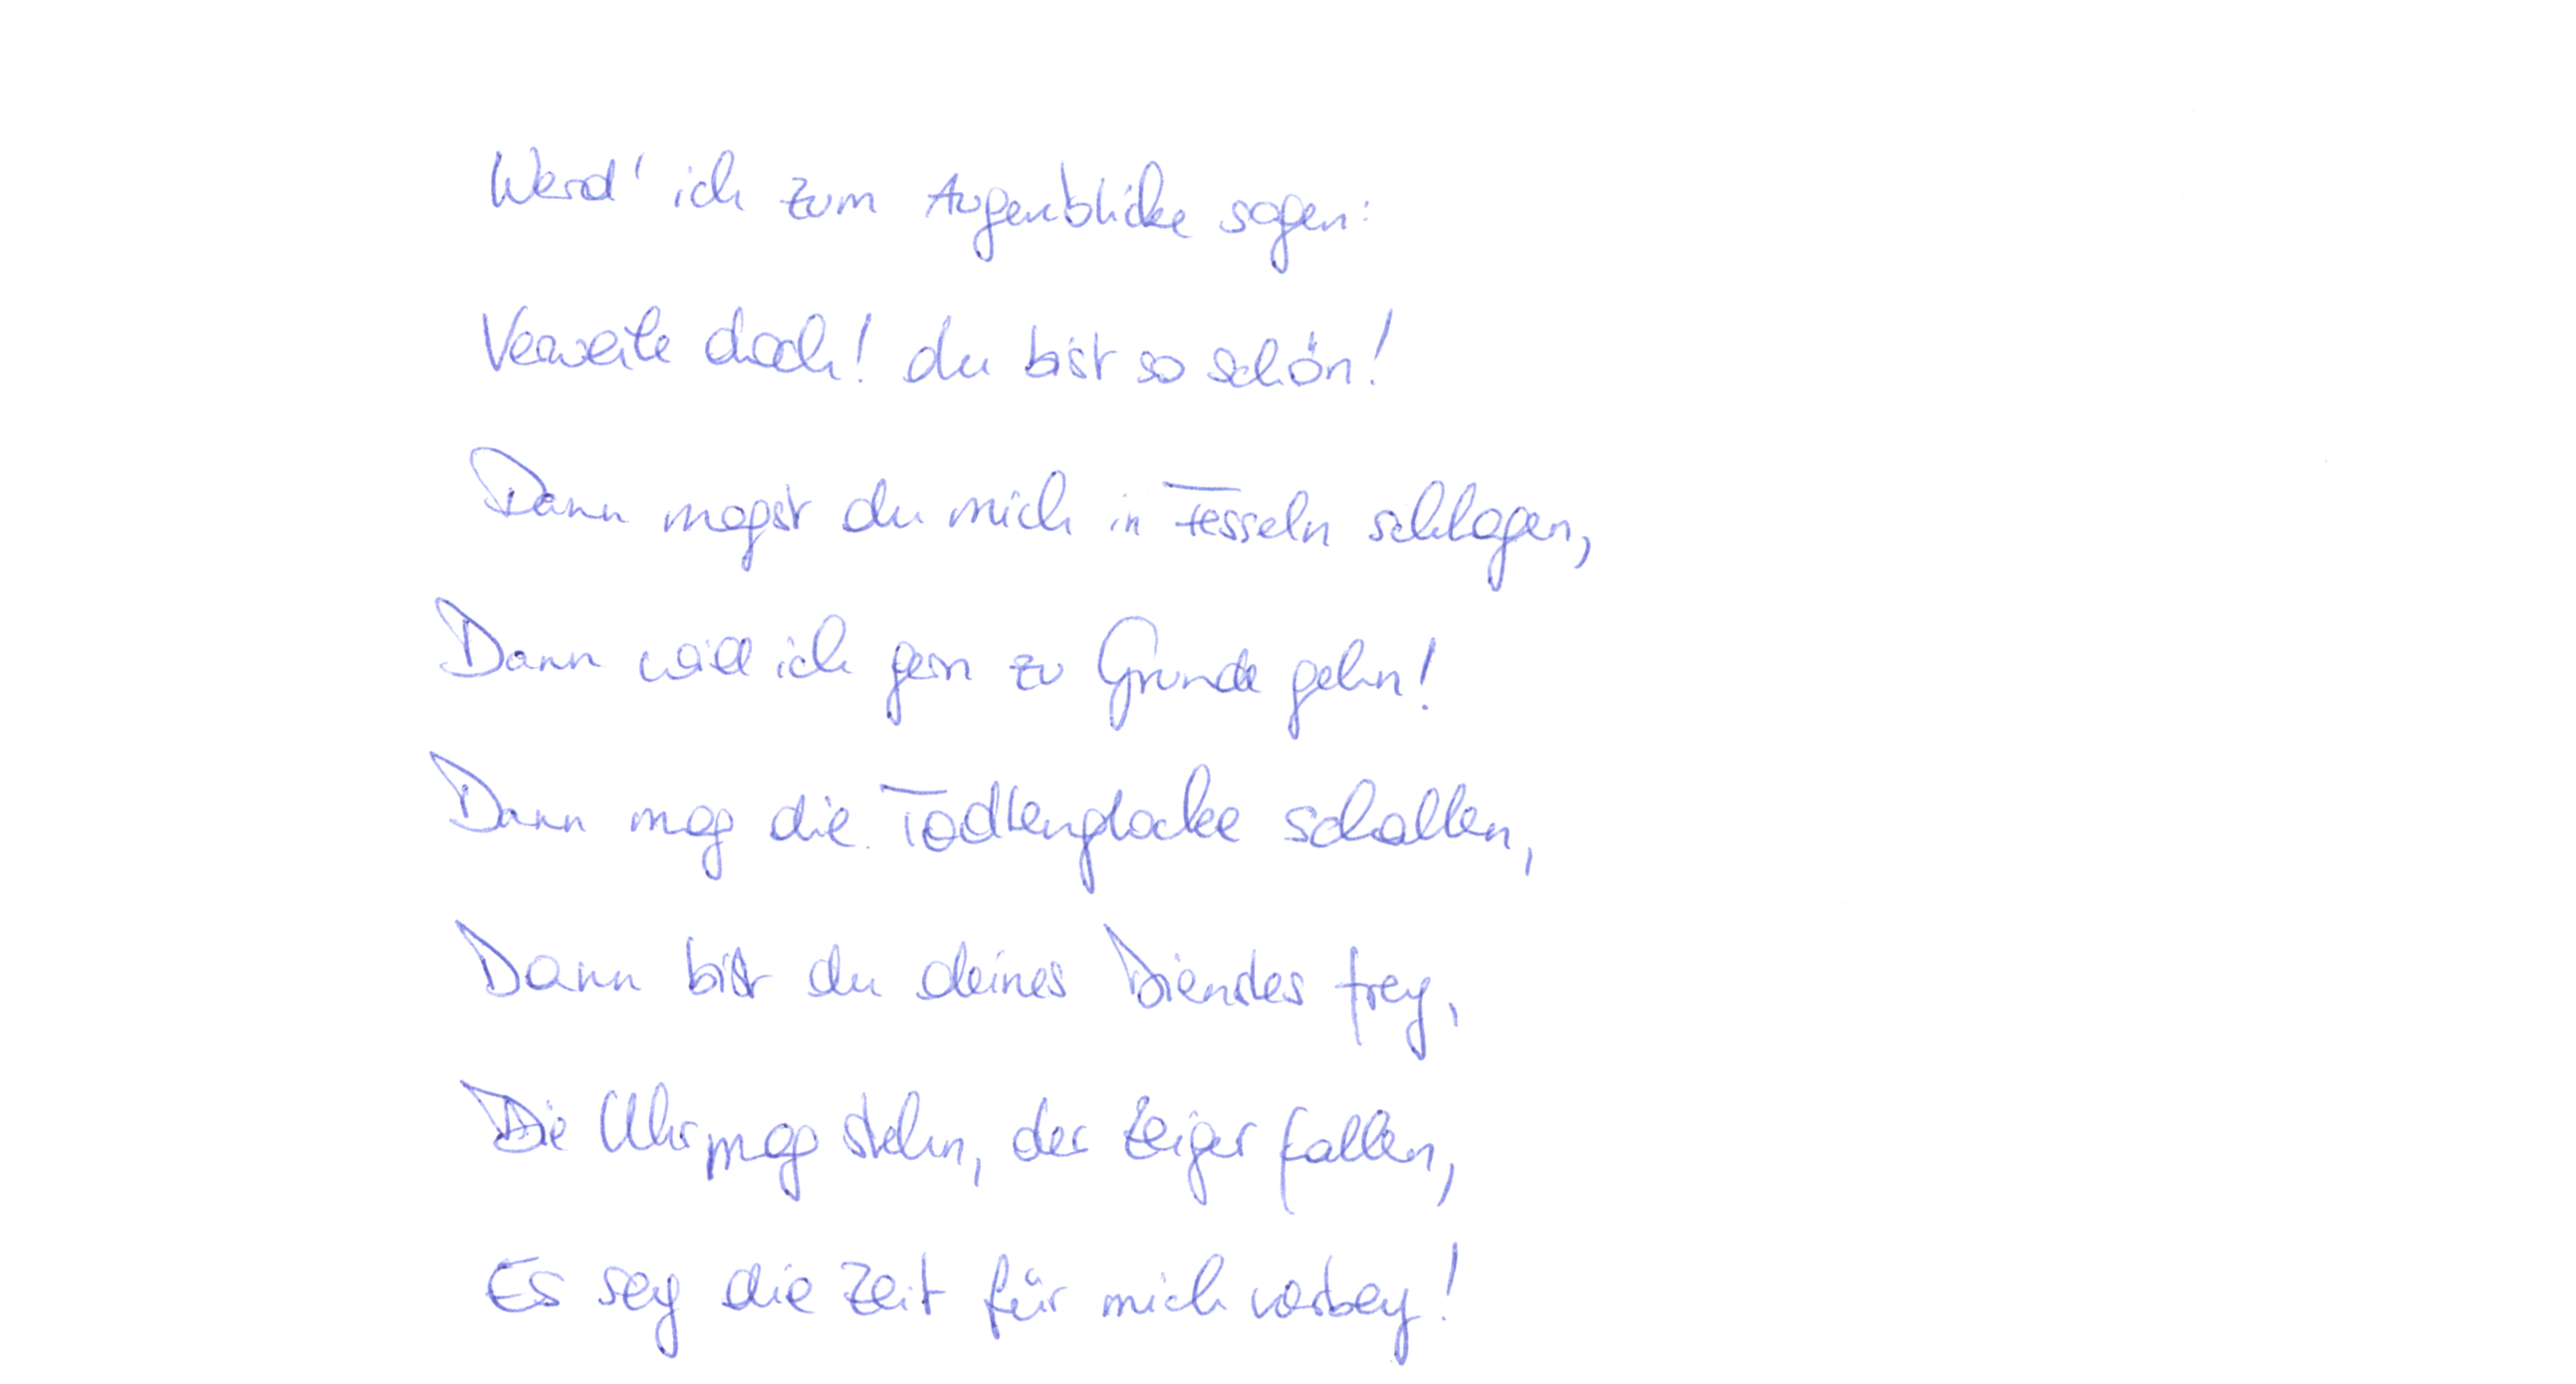 Werd' ich zum Augenblicke sagen:
Verweile doch! du bist so schön!
Dann magst du mich in Fesseln schlagen,
Dann will ich gern zu Grunde gehn!
Dann mag die Todtenglocke schallen,
Dann bist du deines Dienstes frey,
Die Uhr mag stehn, der Zeiger fallen,
Es sey die Zeit für mich vorbey!